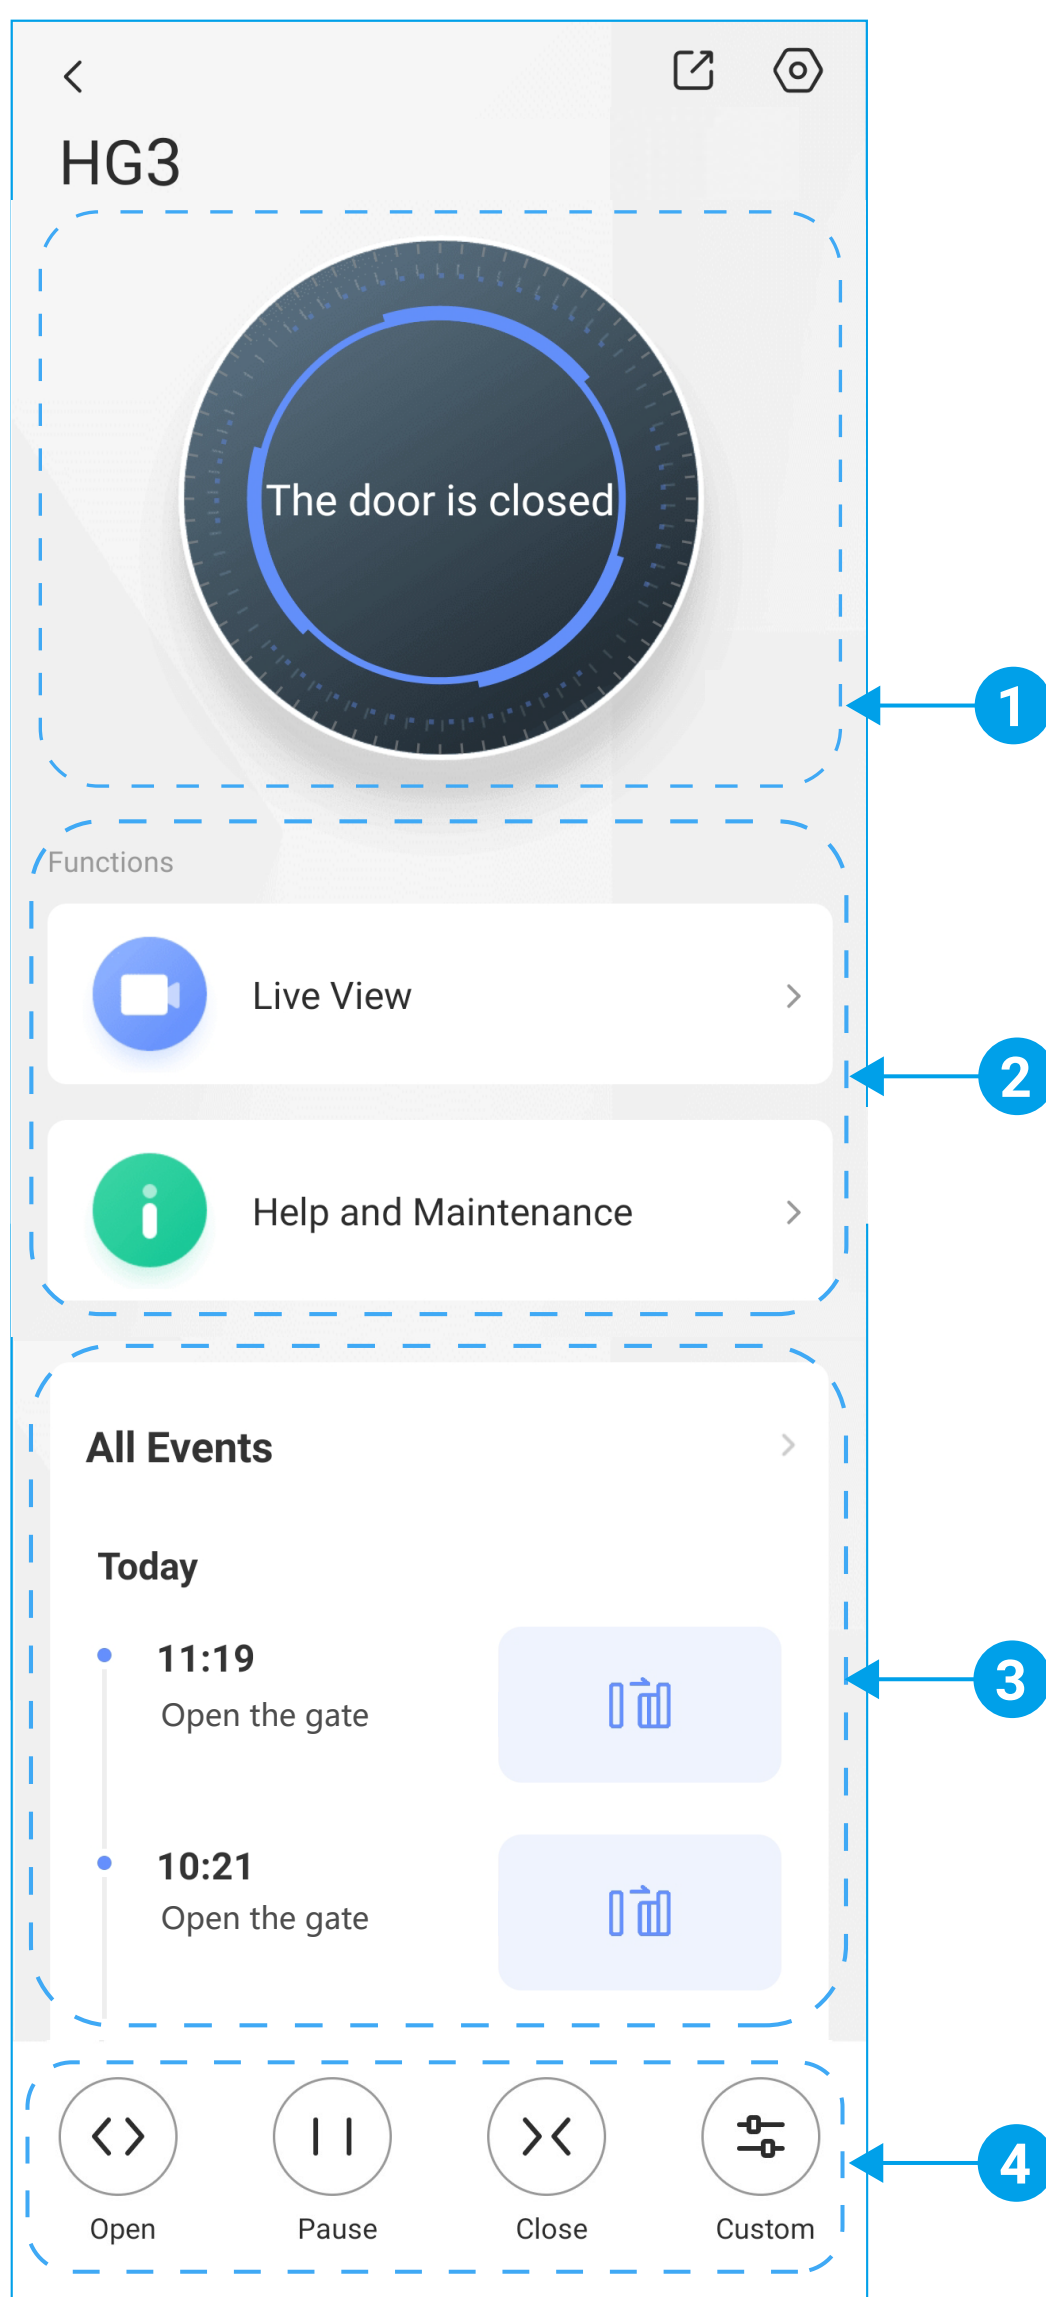 HG3
The door is closed
1
Functions
Live View
2
Help and Maintenance
All Events
Today
11:19
Open the gate
3
10:21
Open the gate
4
Open Pause Close Custom